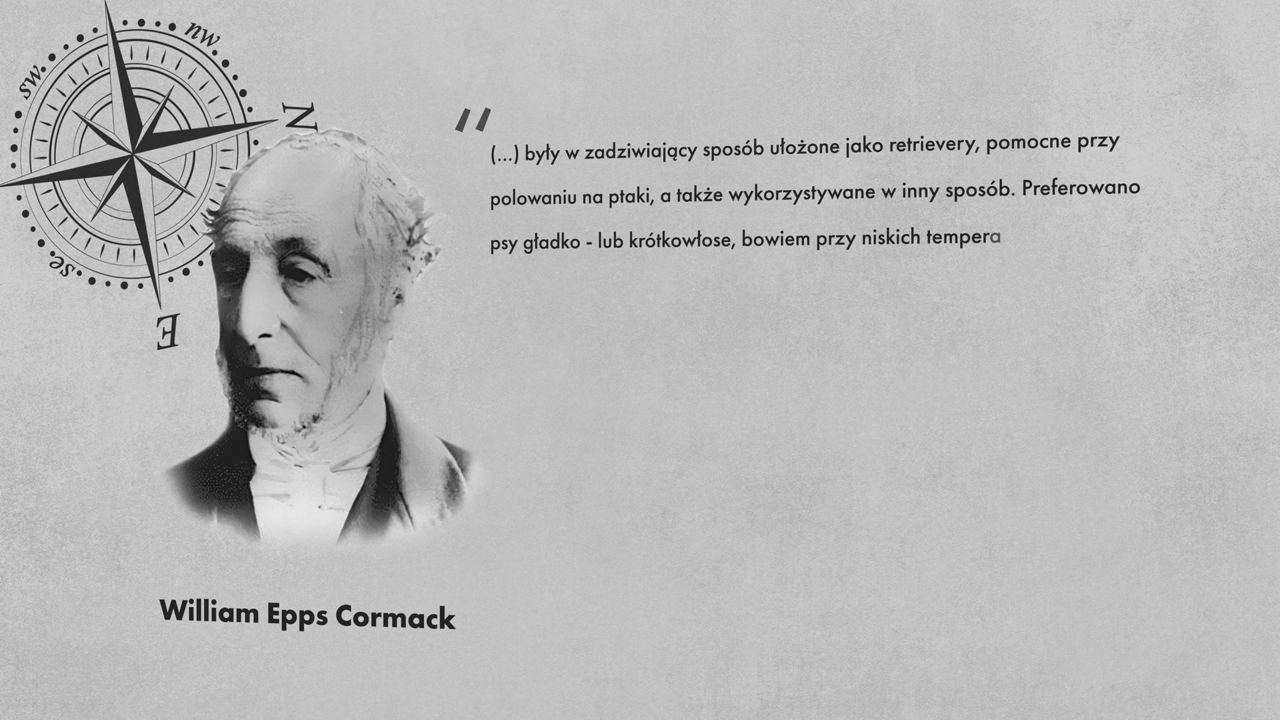 nw
sw
N
se
E
"
(...) były w zadziwiający sposób ułożone jako retrievery, pomocne przy
polowaniu na ptaki, a także wykorzystywane w inny sposób. Preferowano
psy gładko - lub krótkowłose, bowiem przy niskich tempera
William Epps Cormack